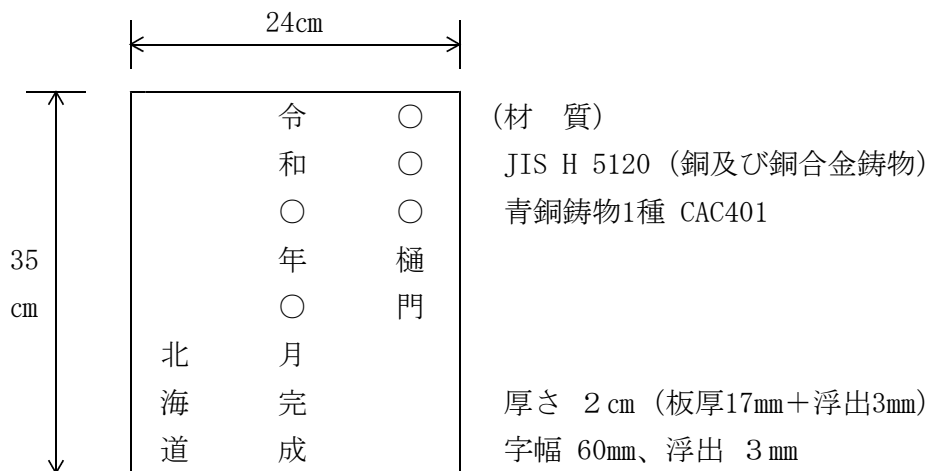 24cm
35
cm
○○○樋門
令和○年○月完成
北海道
(材 質)
JIS H 5120 (銅及び銅合金鋳物)
青銅鋳物1種 CAC401
厚さ 2cm (板厚17mm+浮出3mm)
字幅 60mm、浮出 3mm